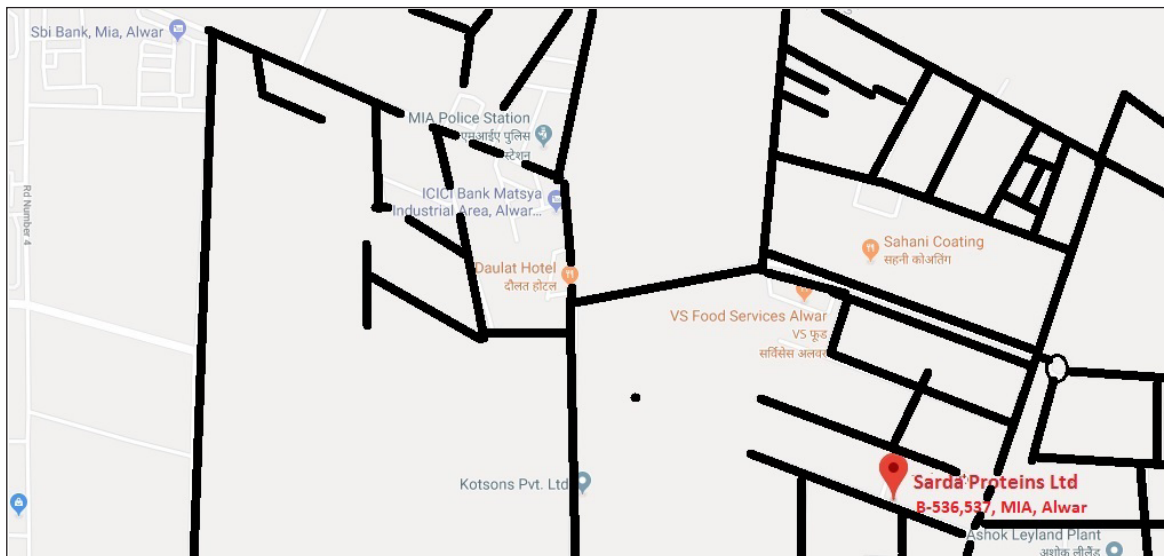 Sbi Bank, Mia, Alwar
MIA Police Station
एमआईए पुलिस
स्टेशन
Rd Number 4
ICICI Bank Matsya
Industrial Area, Alwar...
Sahani Coating
सहनी कोअतिंग
Daulat Hotel
दौलत होटल
VS Food Services Alwar
VS फूड
सर्विसेस अलवर
Kotsons Pvt. Ltd
Sarda Proteins Ltd
B-536,537, MIA, Alwar
Ashok Leyland Plant
अशोक लीलैंड